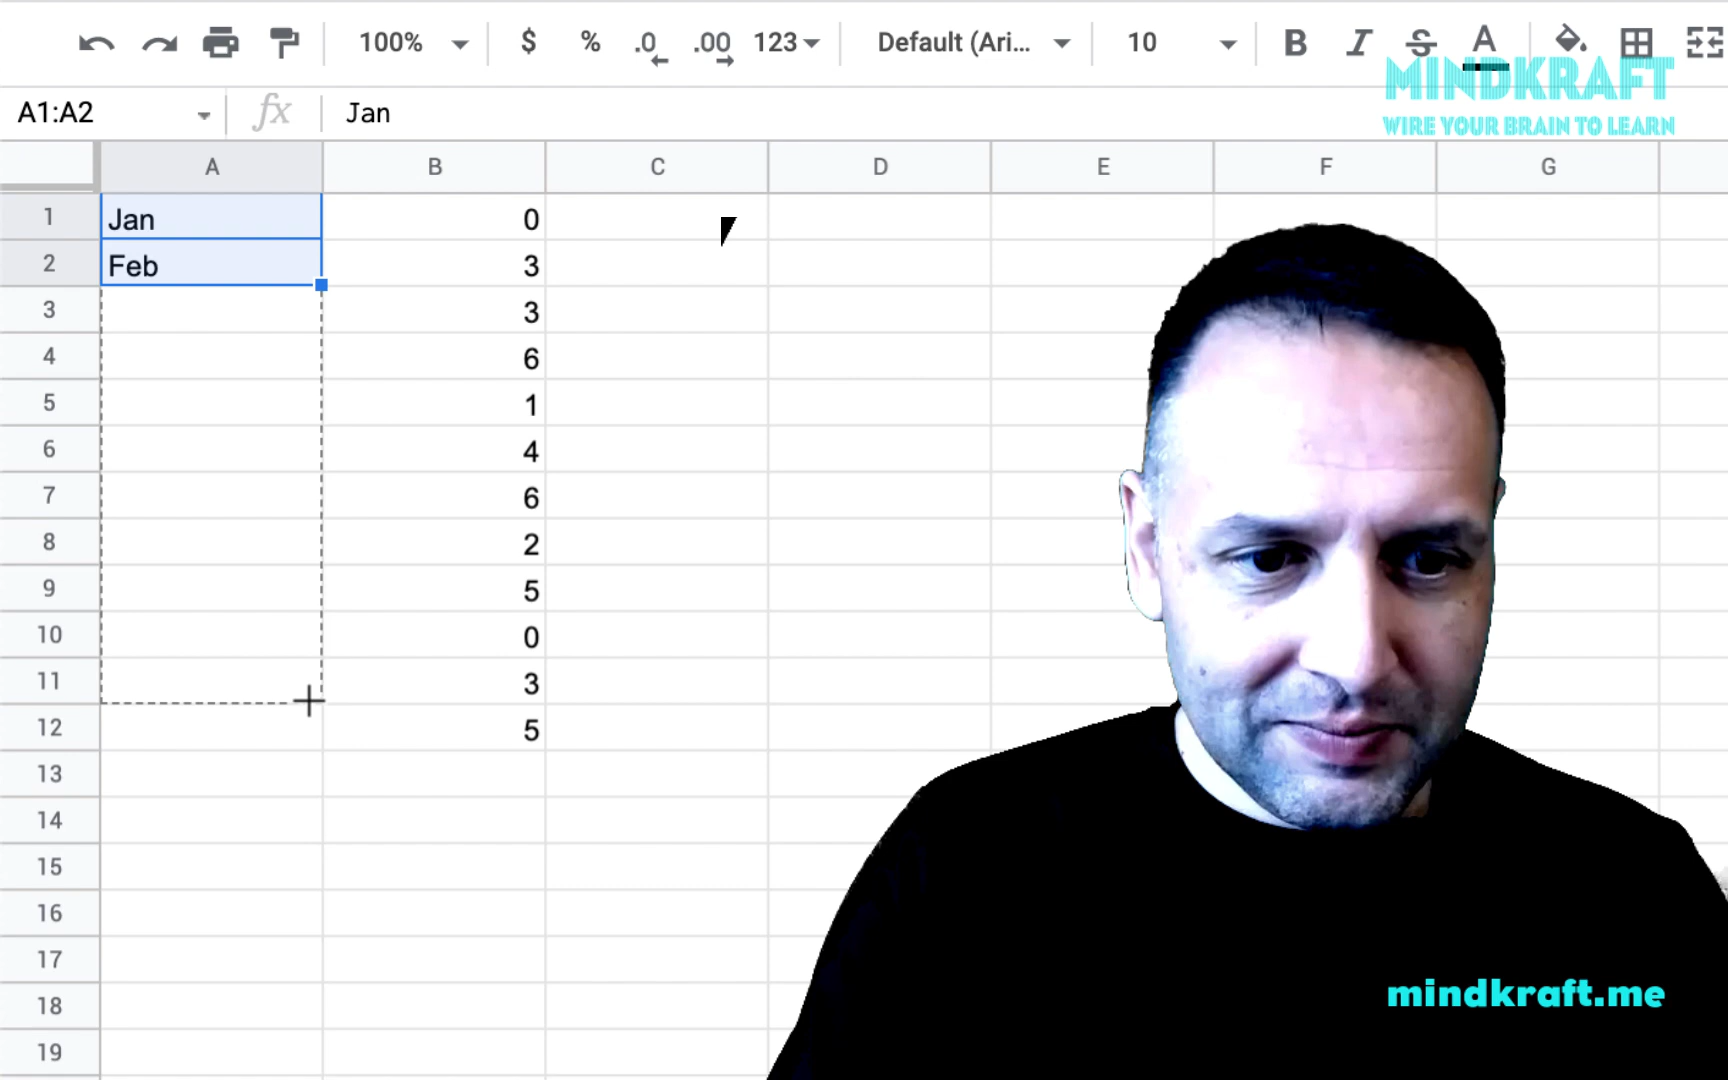 100% $ % .0 .00 123 Default (Ari... 10 B I S A
MINDKRAFT
WIRE YOUR BRAIN TO LEARN
A1:A2 fx Jan
A B C D E F G
1 Jan 0
2 Feb 3
3 3
4 6
5 1
6 4
7 6
8 2
9 5
10 0
11 3
12 5
13
14
15
16
17
18
mindkraft.me
19